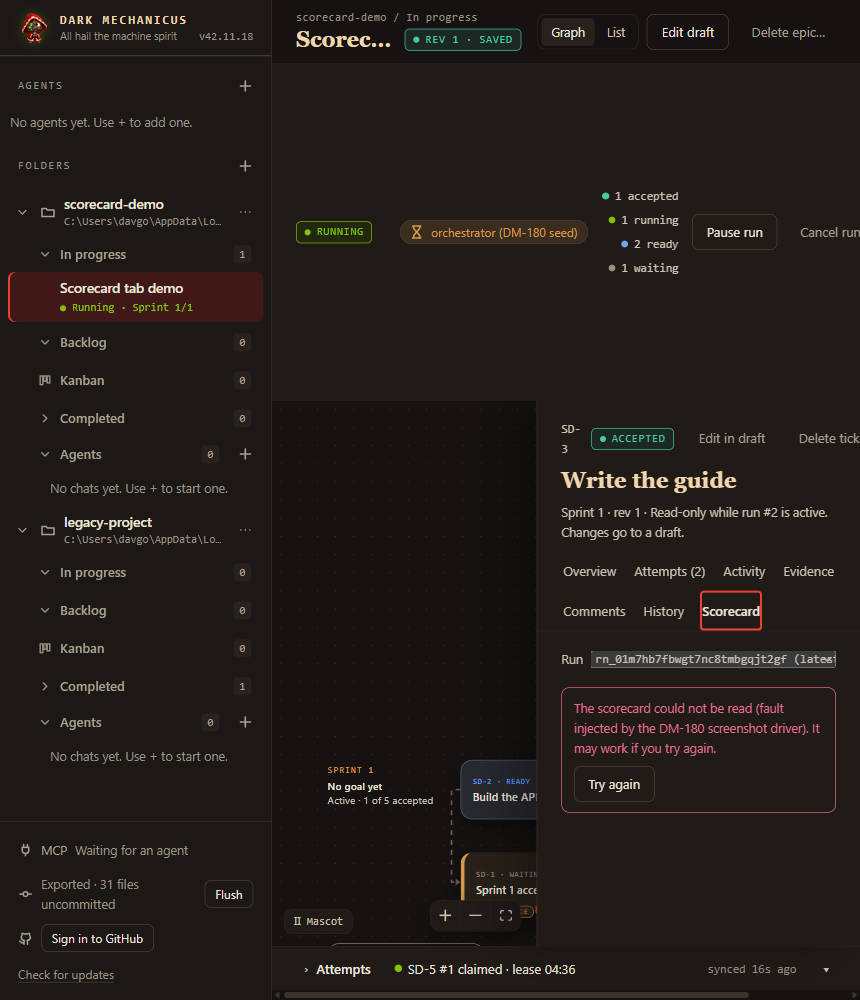 DARK MECHANICUS
All hail the machine spirit v42.11.18
AGENTS
No agents yet. Use + to add one.
FOLDERS
scorecard-demo
C:\Users\davgo\AppData\Lo…
In progress 1
Scorecard tab demo
Running · Sprint 1/1
Backlog 0
Kanban 0
Completed 0
Agents 0
No chats yet. Use + to start one.
legacy-project
C:\Users\davgo\AppData\Lo…
In progress 0
Backlog 0
Kanban 0
Completed 1
Agents 0
No chats yet. Use + to start one.
MCP Waiting for an agent
Exported · 31 files
uncommitted
Flush
Sign in to GitHub
Check for updates
scorecard-demo / In progress
Scorec…
REV 1 · SAVED
Graph List
Edit draft
Delete epic…
RUNNING
orchestrator (DM-180 seed)
1 accepted
1 running
2 ready
1 waiting
Pause run
Cancel run
SPRINT 1
No goal yet
Active · 1 of 5 accepted
SD-2 · READY
Build the AP
SD-1 · WAITIN
Sprint 1 acce
Mascot
SD-
3
ACCEPTED
Edit in draft
Delete tick
Write the guide
Sprint 1 · rev 1 · Read-only while run #2 is active.
Changes go to a draft.
Overview Attempts (2) Activity Evidence
Comments History Scorecard
Run rn_01m7hb7fbwgt7nc8tmbgqjt2gf (latest
The scorecard could not be read (fault
injected by the DM-180 screenshot driver). It
may work if you try again.
Try again
Attempts SD-5 #1 claimed · lease 04:36 synced 16s ago